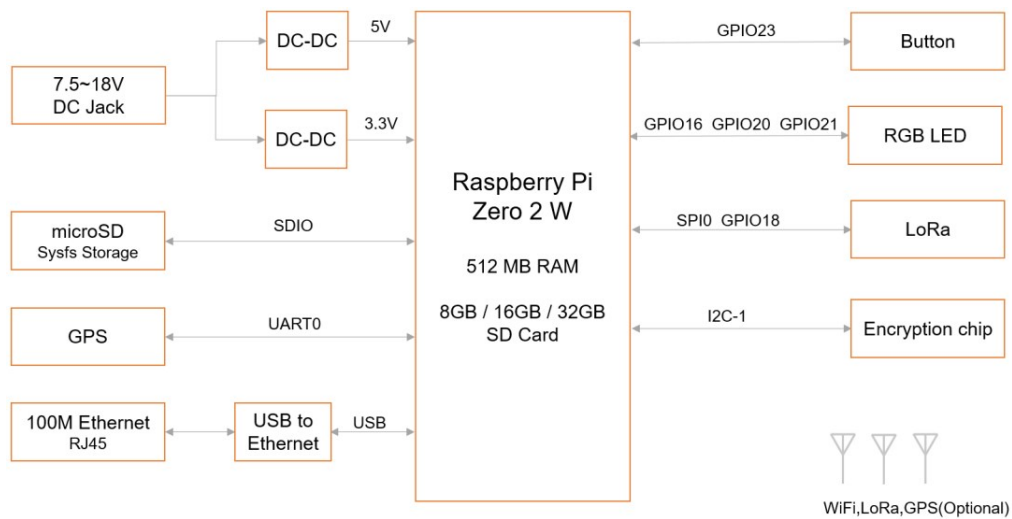 7.5~18V
DC Jack
DC-DC
5V
DC-DC
3.3V
microSD
Sysfs Storage
SDIO
GPS
UART0
100M Ethernet
RJ45
USB to
Ethernet
USB
Raspberry Pi
Zero 2 W
512 MB RAM
8GB / 16GB / 32GB
SD Card
GPIO23
Button
GPIO16 GPIO20 GPIO21
RGB LED
SPI0 GPIO18
LoRa
I2C-1
Encryption chip
WiFi,LoRa,GPS(Optional)